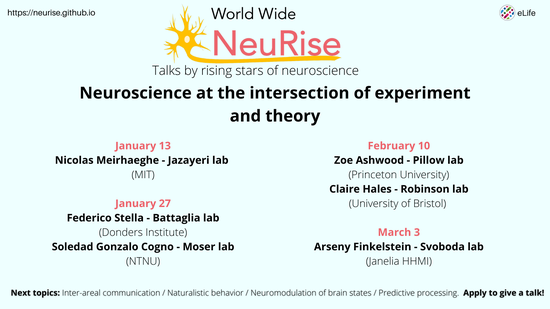 https://neurise.github.io
eLife
World Wide
NeuRise
Talks by rising stars of neuroscience
Neuroscience at the intersection of experiment
and theory
January 13
Nicolas Meirhaeghe - Jazayeri lab
(MIT)
January 27
Federico Stella - Battaglia lab
(Donders Institute)
Soledad Gonzalo Cogno - Moser lab
(NTNU)
February 10
Zoe Ashwood - Pillow lab
(Princeton University)
Claire Hales - Robinson lab
(University of Bristol)
March 3
Arseny Finkelstein - Svoboda lab
(Janelia HHMI)
Next topics: Inter-areal communication / Naturalistic behavior / Neuromodulation of brain states / Predictive processing. Apply to give a talk!